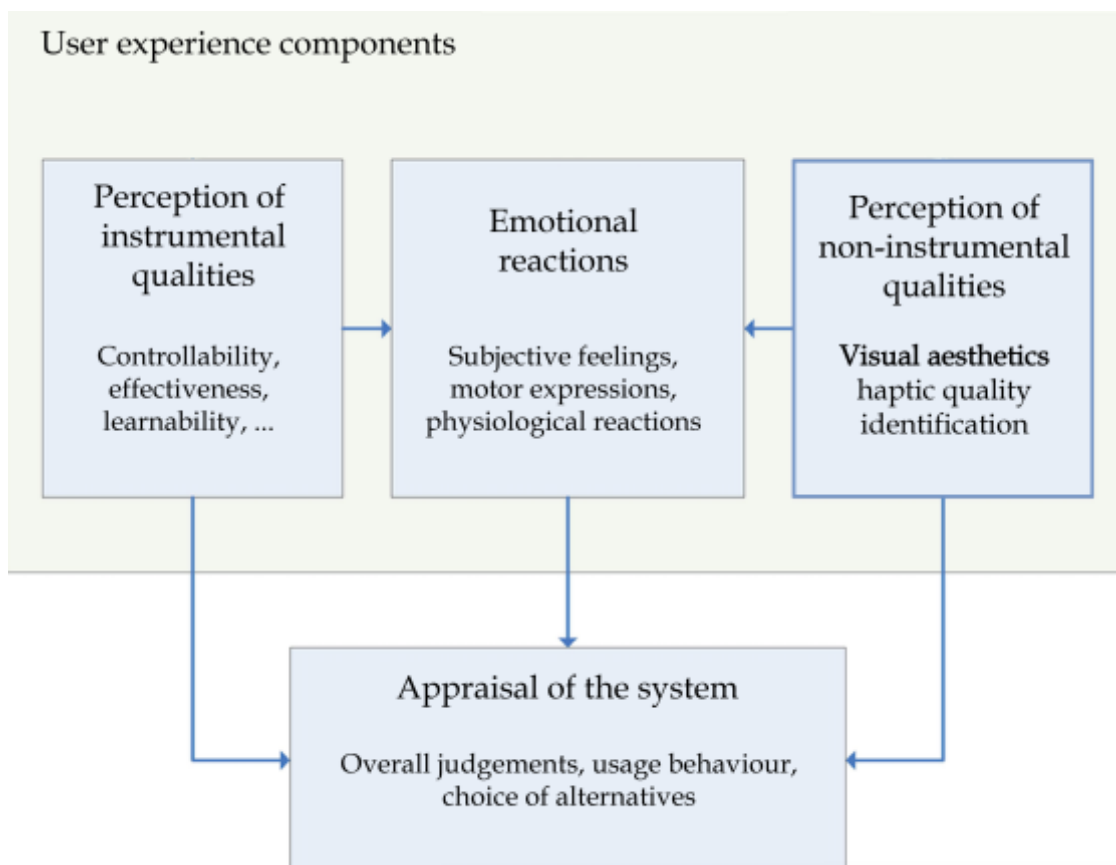 User experience components
Perception of
instrumental
qualities
Controllability,
effectiveness,
learnability, ...
Emotional
reactions
Subjective feelings,
motor expressions,
physiological reactions
Perception of
non-instrumental
qualities
Visual aesthetics
haptic quality
identification
Appraisal of the system
Overall judgements, usage behaviour,
choice of alternatives